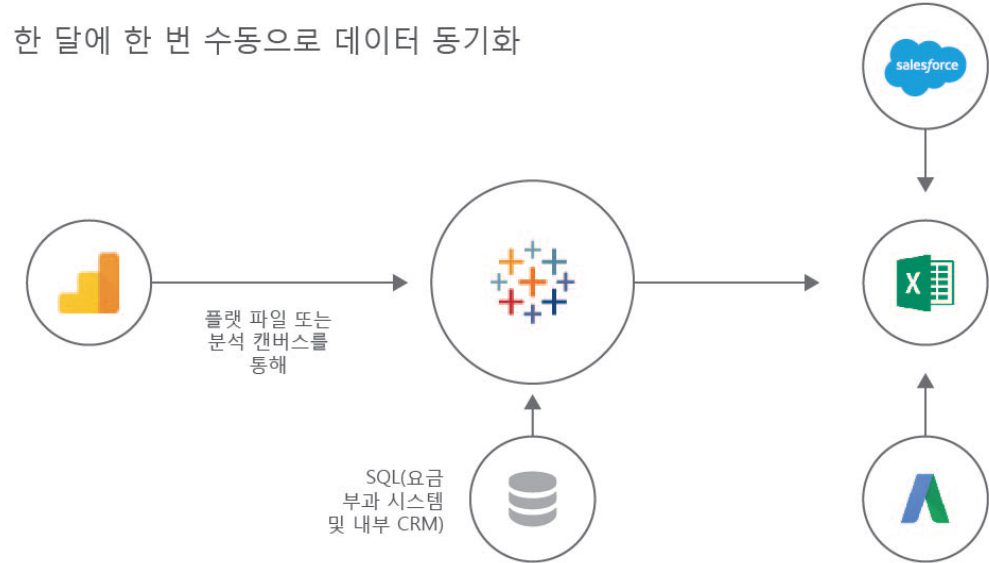 한 달에 한 번 수동으로 데이터 동기화
salesforce
플랫 파일 또는
분석 캔버스를
통해
X
SQL(요금
부과 시스템
및 내부 CRM)